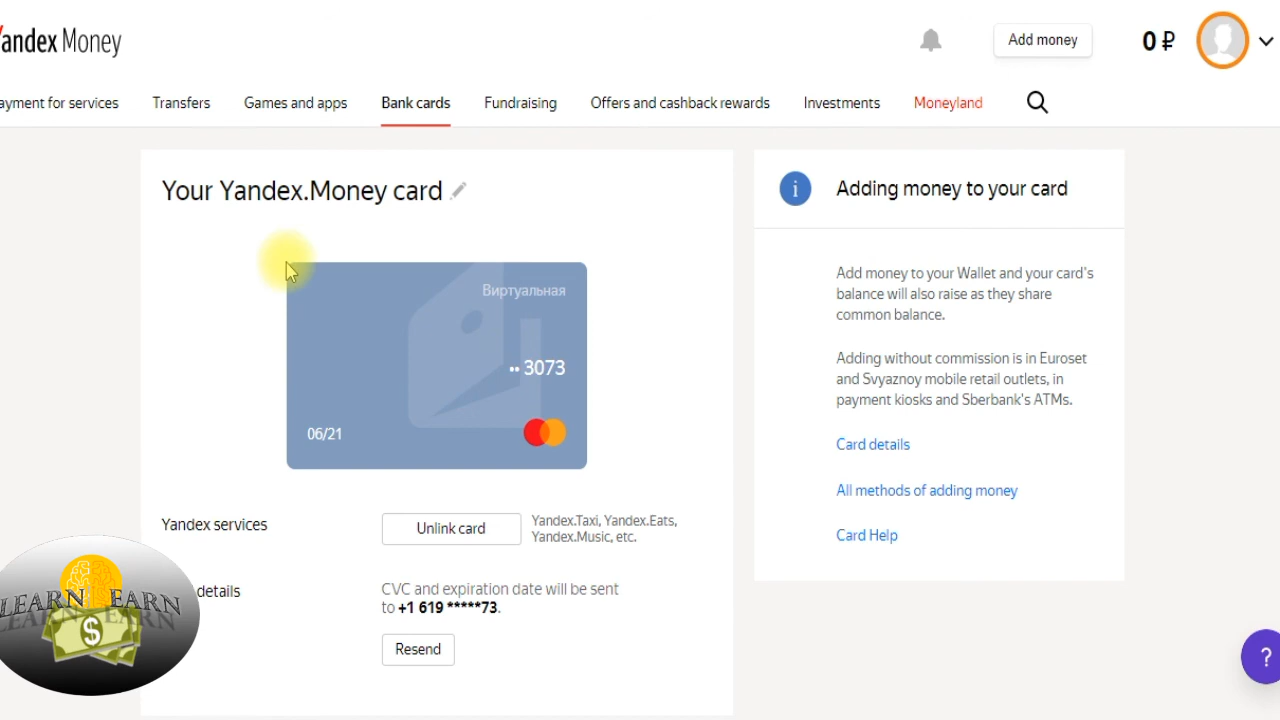 Yandex Money
Add money
0 ₽
ayment for services
Transfers
Games and apps
Bank cards
Fundraising
Offers and cashback rewards
Investments
Moneyland
Your Yandex.Money card
Виртуальная
•• 3073
06/21
Yandex services
Unlink card
Yandex.Taxi, Yandex.Eats,
Yandex.Music, etc.
details
CVC and expiration date will be sent
to +1 619 *****73.
Resend
i
Adding money to your card
Add money to your Wallet and your card's
balance will also raise as they share
common balance.
Adding without commission is in Euroset
and Svyaznoy mobile retail outlets, in
payment kiosks and Sberbank's ATMs.
Card details
All methods of adding money
Card Help
LEARN EARN
$
?